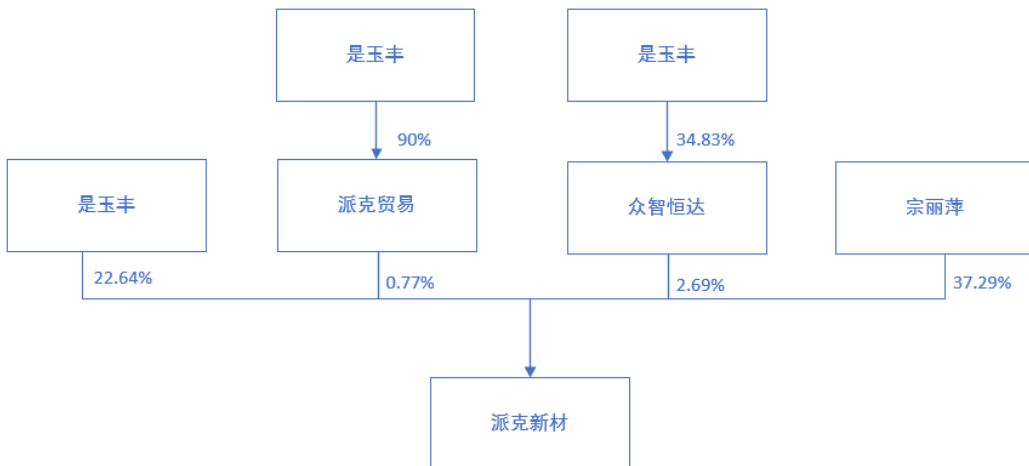 是玉丰
是玉丰
90%
34.83%
是玉丰
派克贸易
众智恒达
宗丽萍
22.64%
0.77%
2.69%
37.29%
派克新材